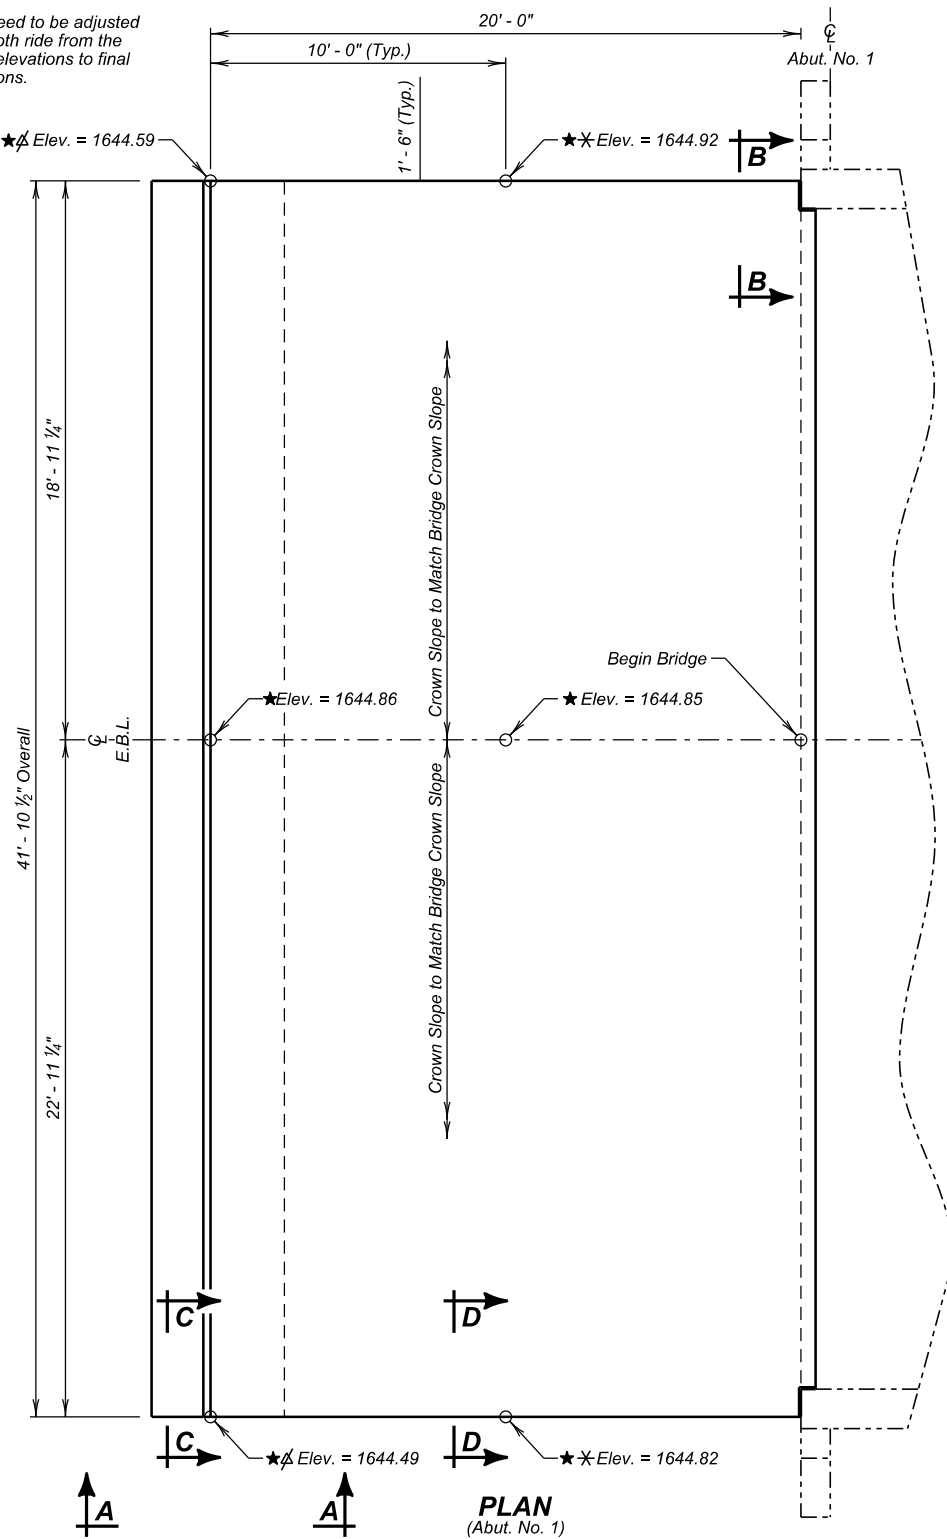 eed to be adjusted
oth ride from the
elevations to final
ons.
20' - 0"
10' - 0" (Typ.)
℄
Abut. No. 1
1' - 6" (Typ.)
★ Elev. = 1644.59
★ Elev. = 1644.92
B
B
18' - 11 ¼"
Crown Slope to Match Bridge Crown Slope
Begin Bridge
★Elev. = 1644.86
★ Elev. = 1644.85
℄
E.B.L.
41' - 10 ½" Overall
Crown Slope to Match Bridge Crown Slope
22' - 11 ¼"
C
D
C
D
★ Elev. = 1644.49
★ Elev. = 1644.82
A
A
PLAN
(Abut. No. 1)